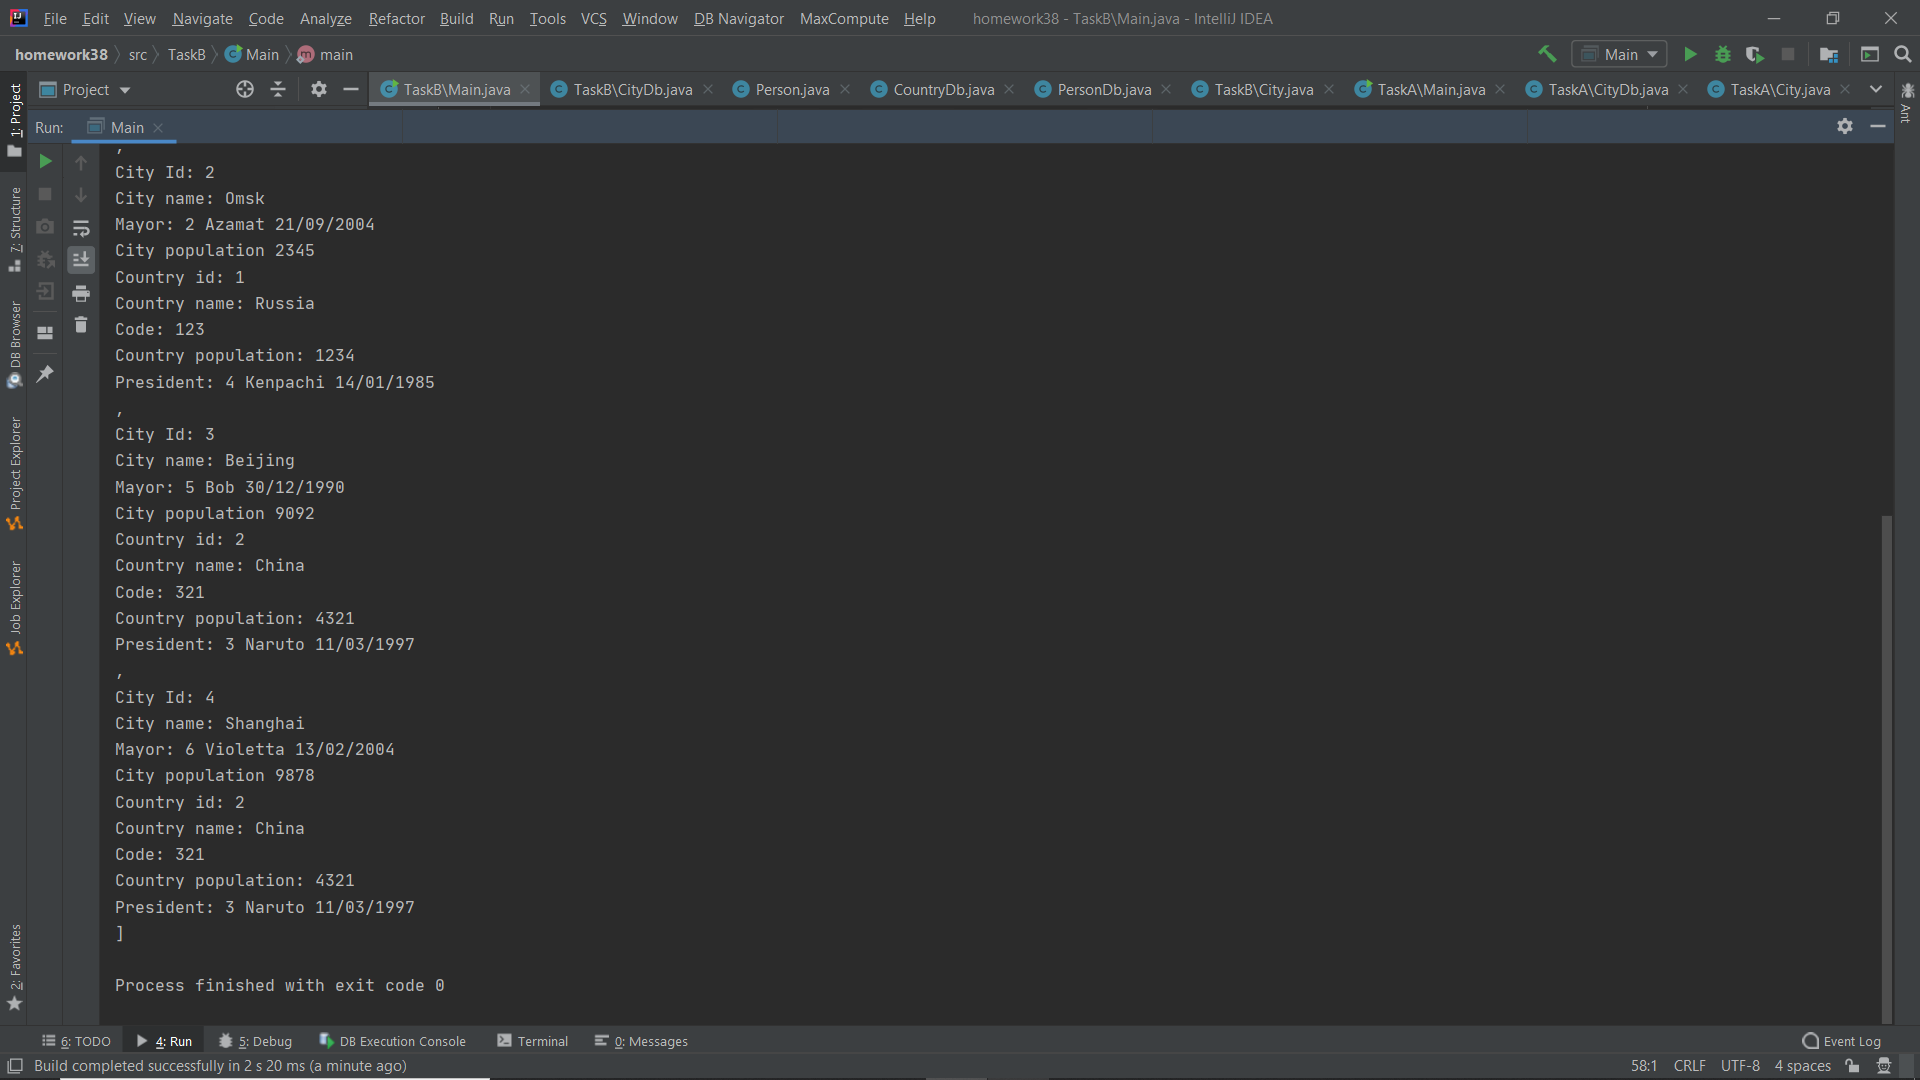 File Edit View Navigate Code Analyze Refactor Build Run Tools VCS Window DB Navigator MaxCompute Help homework38 - TaskB\Main.java - IntelliJ IDEA
homework38 src TaskB Main main Main
Project TaskB\Main.java TaskB\CityDb.java Person.java CountryDb.java PersonDb.java TaskB\City.java TaskA\Main.java TaskA\CityDb.java TaskA\City.java
Run: Main
1: Project
7: Structure
DB Browser
Project Explorer
Job Explorer
2: Favorites
Ant
,
City Id: 2
City name: Omsk
Mayor: 2 Azamat 21/09/2004
City population 2345
Country id: 1
Country name: Russia
Code: 123
Country population: 1234
President: 4 Kenpachi 14/01/1985
,
City Id: 3
City name: Beijing
Mayor: 5 Bob 30/12/1990
City population 9092
Country id: 2
Country name: China
Code: 321
Country population: 4321
President: 3 Naruto 11/03/1997
,
City Id: 4
City name: Shanghai
Mayor: 6 Violetta 13/02/2004
City population 9878
Country id: 2
Country name: China
Code: 321
Country population: 4321
President: 3 Naruto 11/03/1997
]
Process finished with exit code 0
6: TODO 4: Run 5: Debug DB Execution Console Terminal 0: Messages Event Log
Build completed successfully in 2 s 20 ms (a minute ago) 58:1 CRLF UTF-8 4 spaces